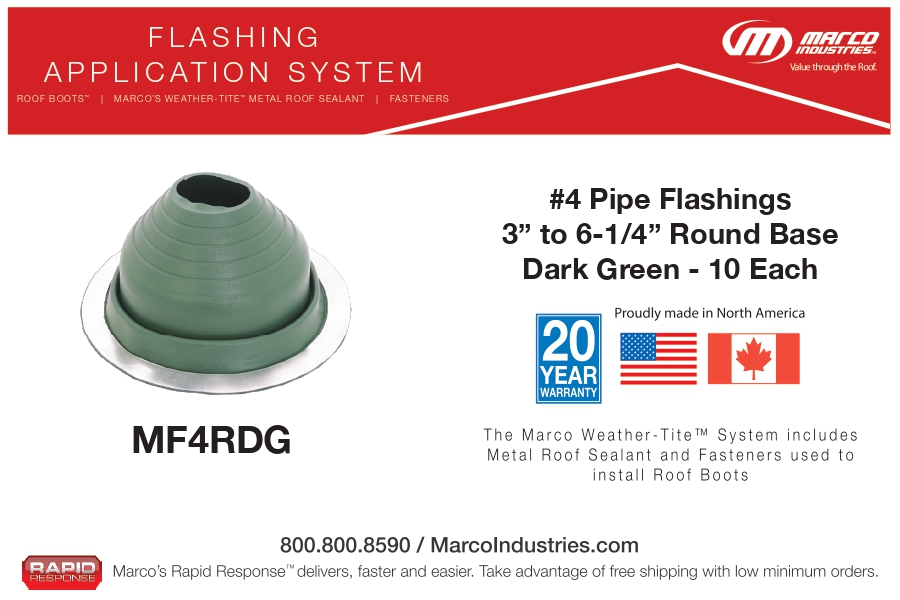 FLASHING
APPLICATION SYSTEM
ROOF BOOTS™ | MARCO'S WEATHER-TITE™ METAL ROOF SEALANT | FASTENERS
MARCO
INDUSTRIES™
Value through the Roof.
#4 Pipe Flashings
3” to 6-1/4” Round Base
Dark Green - 10 Each
Proudly made in North America
20
YEAR
WARRANTY
MF4RDG
The Marco Weather-Tite™ System includes
Metal Roof Sealant and Fasteners used to
install Roof Boots
800.800.8590 / MarcoIndustries.com
RAPID
RESPONSE
Marco’s Rapid Response™ delivers, faster and easier. Take advantage of free shipping with low minimum orders.